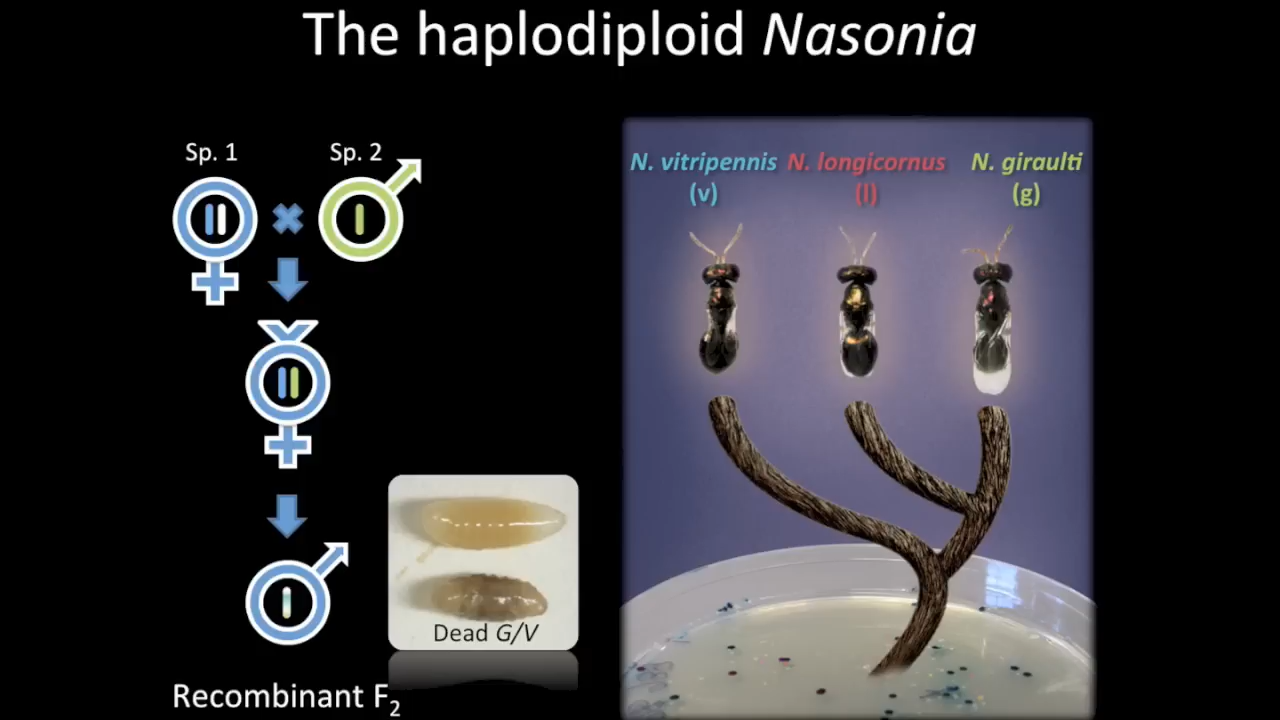 The haplodiploid Nasonia
Sp. 1
Sp. 2
N. vitripennis
(v)
N. longicornus
(l)
N. giraulti
(g)
Dead G/V
Recombinant F₂